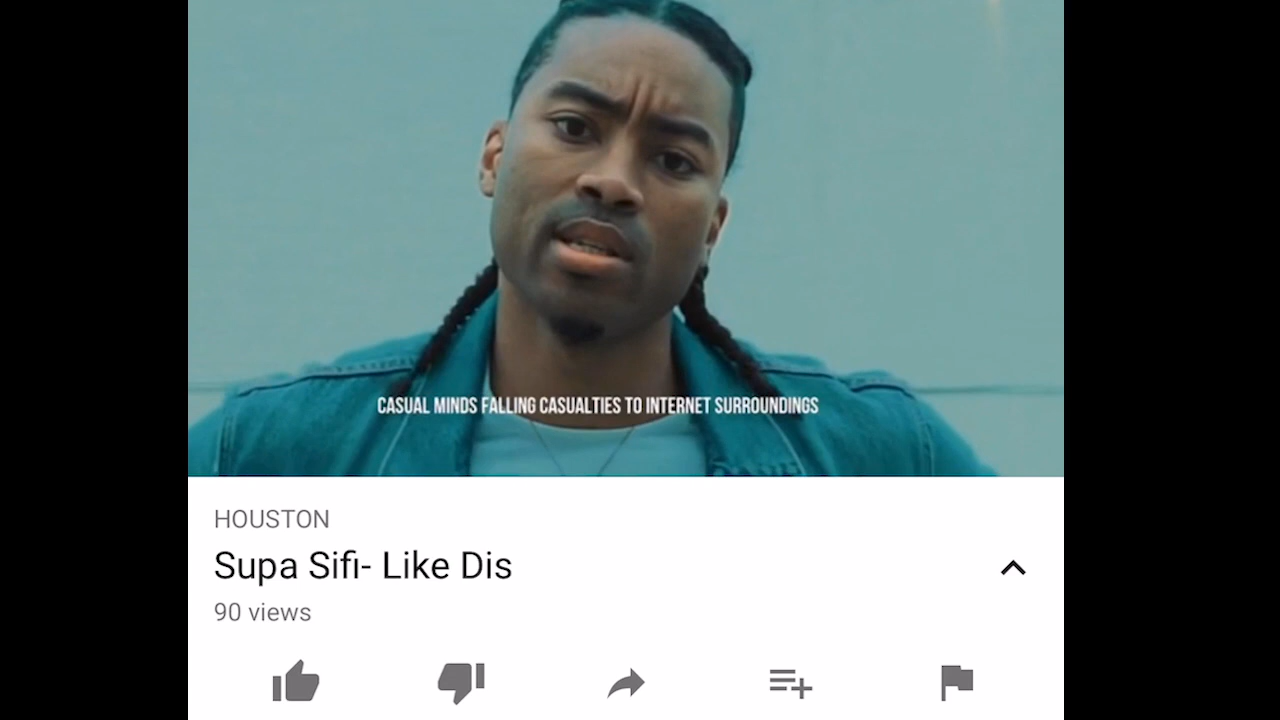 CASUAL MINDS FALLING CASUALTIES TO INTERNET SURROUNDINGS
HOUSTON
Supa Sifi- Like Dis
90 views